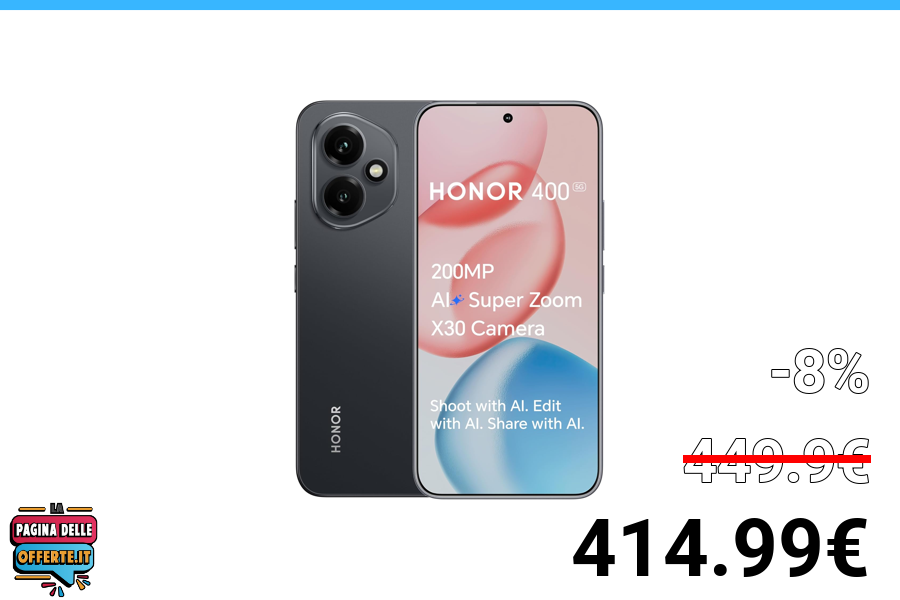 HONOR 400 5G
200MP
AI Super Zoom
X30 Camera
Shoot with AI. Edit
with AI. Share with AI.
HONOR
-8%
449.9€
414.99€
LA
PAGINA DELLE
OFFERTE.IT